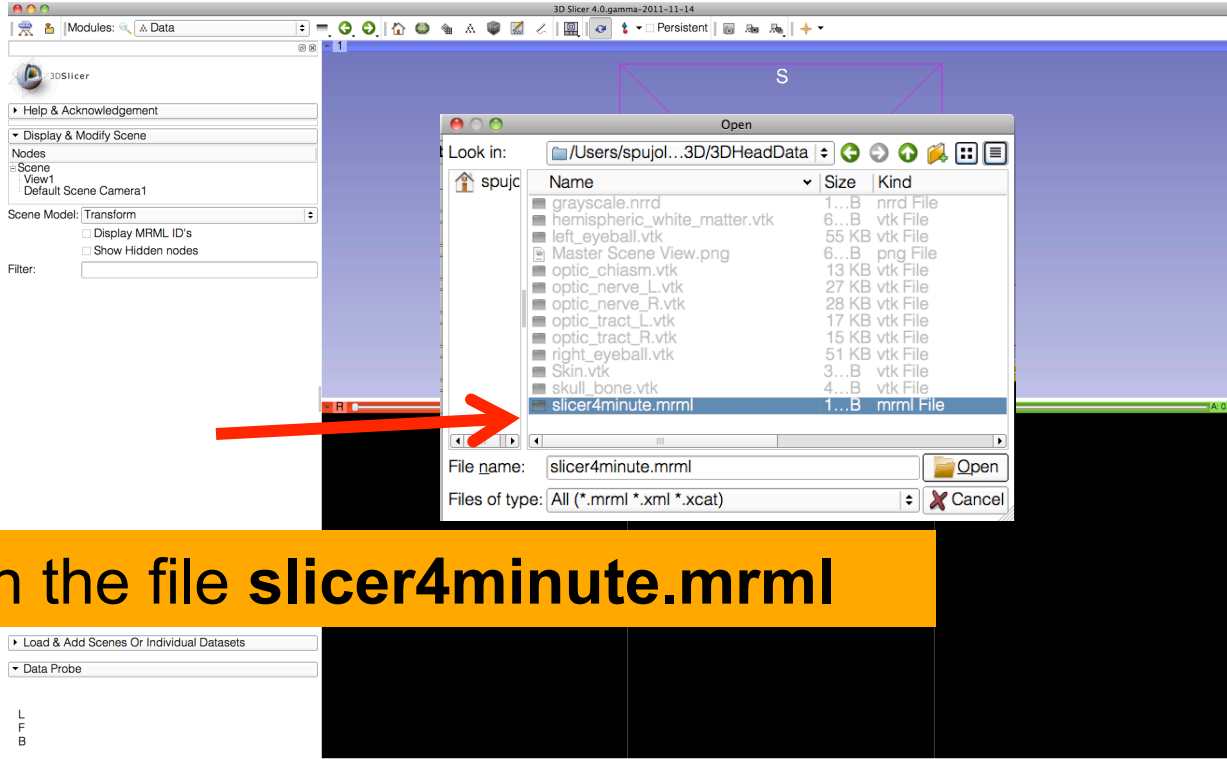 3D Slicer 4.0.gamma-2011-11-14
Modules: Data Persistent
1
3DSlicer
S
Help & Acknowledgement
Display & Modify Scene
Nodes
Scene
View1
Default Scene Camera1
Scene Model: Transform
Display MRML ID's
Show Hidden nodes
Filter:
Open
Look in: /Users/spujol...3D/3DHeadData
spujc
Name Size Kind
grayscale.nrrd 1...B nrrd File
hemispheric_white_matter.vtk 6...B vtk File
left_eyeball.vtk 55 KB vtk File
Master Scene View.png 6...B png File
optic_chiasm.vtk 13 KB vtk File
optic_nerve_L.vtk 27 KB vtk File
optic_nerve_R.vtk 28 KB vtk File
optic_tract_L.vtk 17 KB vtk File
optic_tract_R.vtk 15 KB vtk File
right_eyeball.vtk 51 KB vtk File
Skin.vtk 3...B vtk File
skull_bone.vtk 4...B vtk File
slicer4minute.mrml 1...B mrml File
R
A: 0
File name: slicer4minute.mrml Open
Files of type: All (*.mrml *.xml *.xcat) Cancel
n the file slicer4minute.mrml
Load & Add Scenes Or Individual Datasets
Data Probe
L
F
B